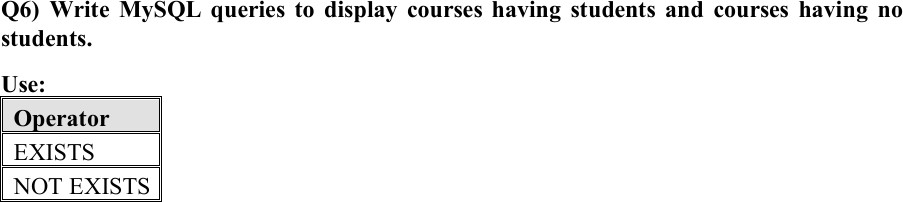 Q6) Write MySQL queries to display courses having students and courses having no
students.
Use:
Operator
EXISTS
NOT EXISTS